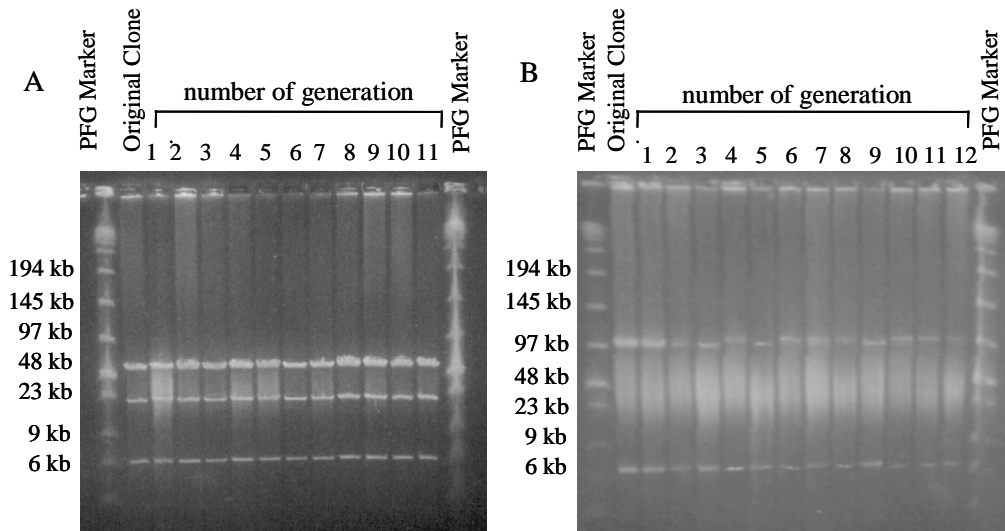 A
PFG Marker
Original Clone
number of generation
1 2 3 4 5 6 7 8 9 10 11
PFG Marker
194 kb
145 kb
97 kb
48 kb
23 kb
9 kb
6 kb
B
PFG Marker
Original Clone
number of generation
1 2 3 4 5 6 7 8 9 10 11 12
PFG Marker
194 kb
145 kb
97 kb
48 kb
23 kb
9 kb
6 kb